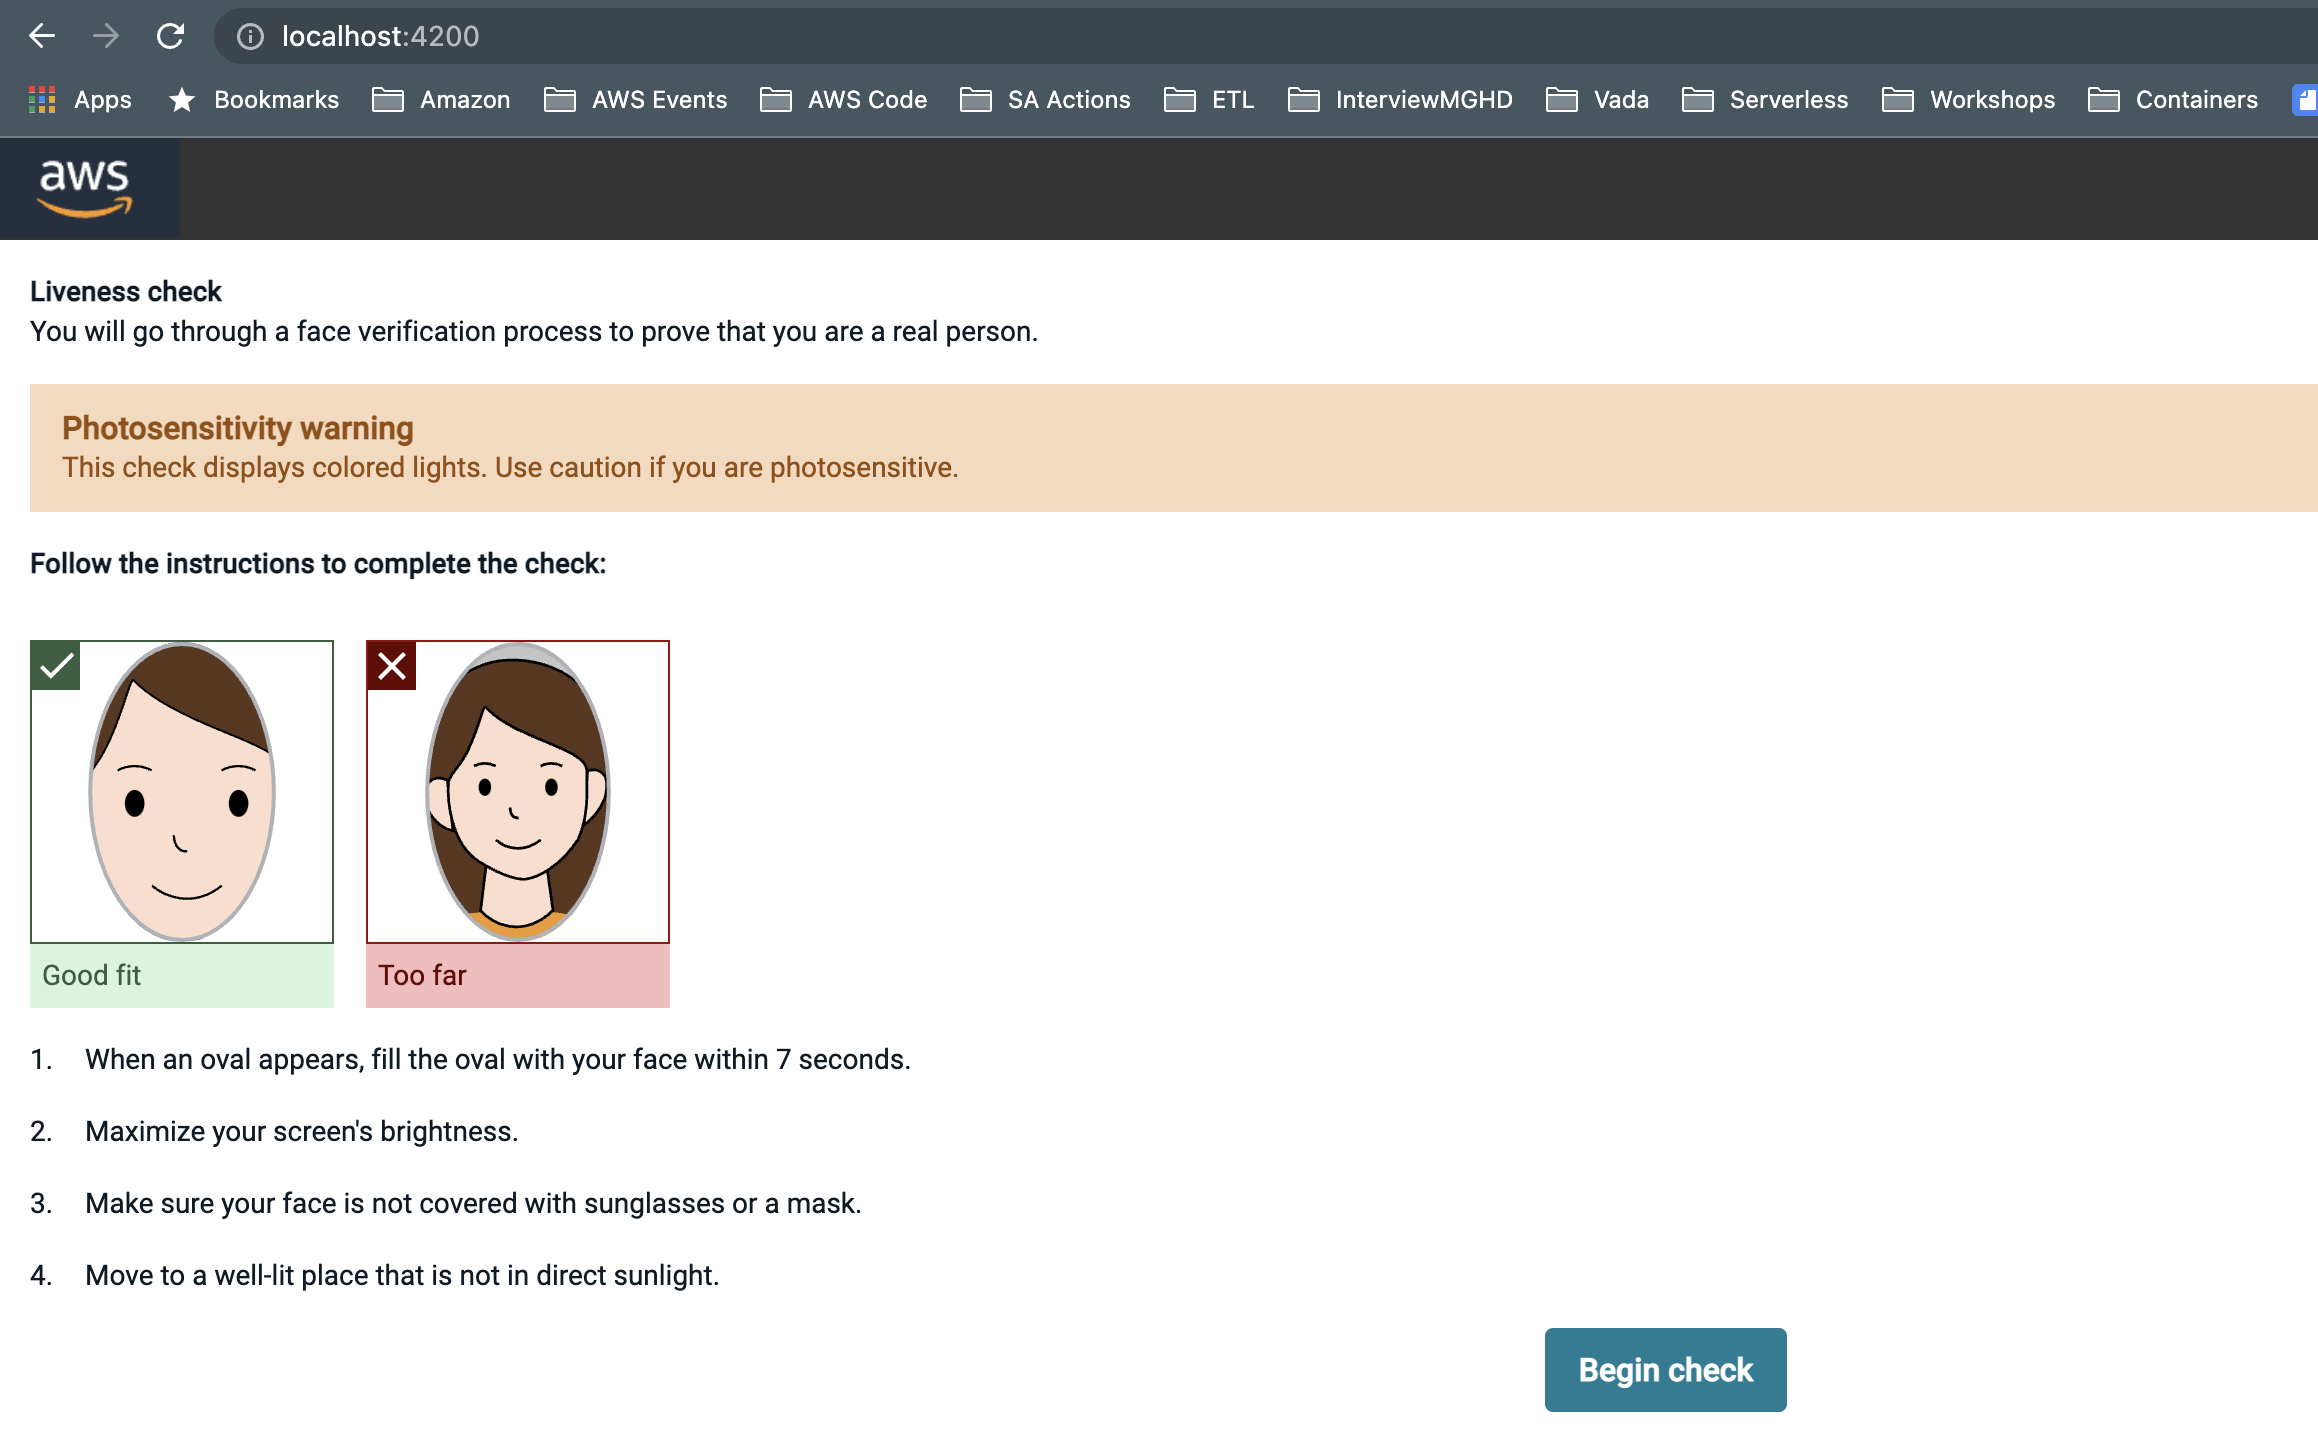 localhost:4200
Apps Bookmarks Amazon AWS Events AWS Code SA Actions ETL InterviewMGHD Vada Serverless Workshops Containers
aws
Liveness check
You will go through a face verification process to prove that you are a real person.
Photosensitivity warning
This check displays colored lights. Use caution if you are photosensitive.
Follow the instructions to complete the check:
Good fit Too far
1. When an oval appears, fill the oval with your face within 7 seconds.
2. Maximize your screen's brightness.
3. Make sure your face is not covered with sunglasses or a mask.
4. Move to a well-lit place that is not in direct sunlight.
Begin check